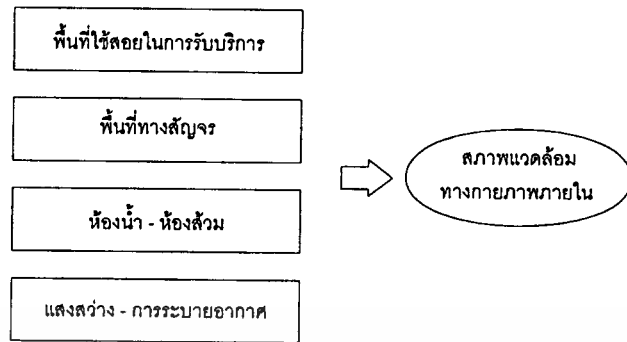 พื้นที่ใช้สอยในการรับบริการ
พื้นที่ทางสัญจร
ห้องน้ำ - ห้องส้วม
แสงสว่าง - การระบายอากาศ
สภาพแวดล้อม
ทางกายภาพภายใน